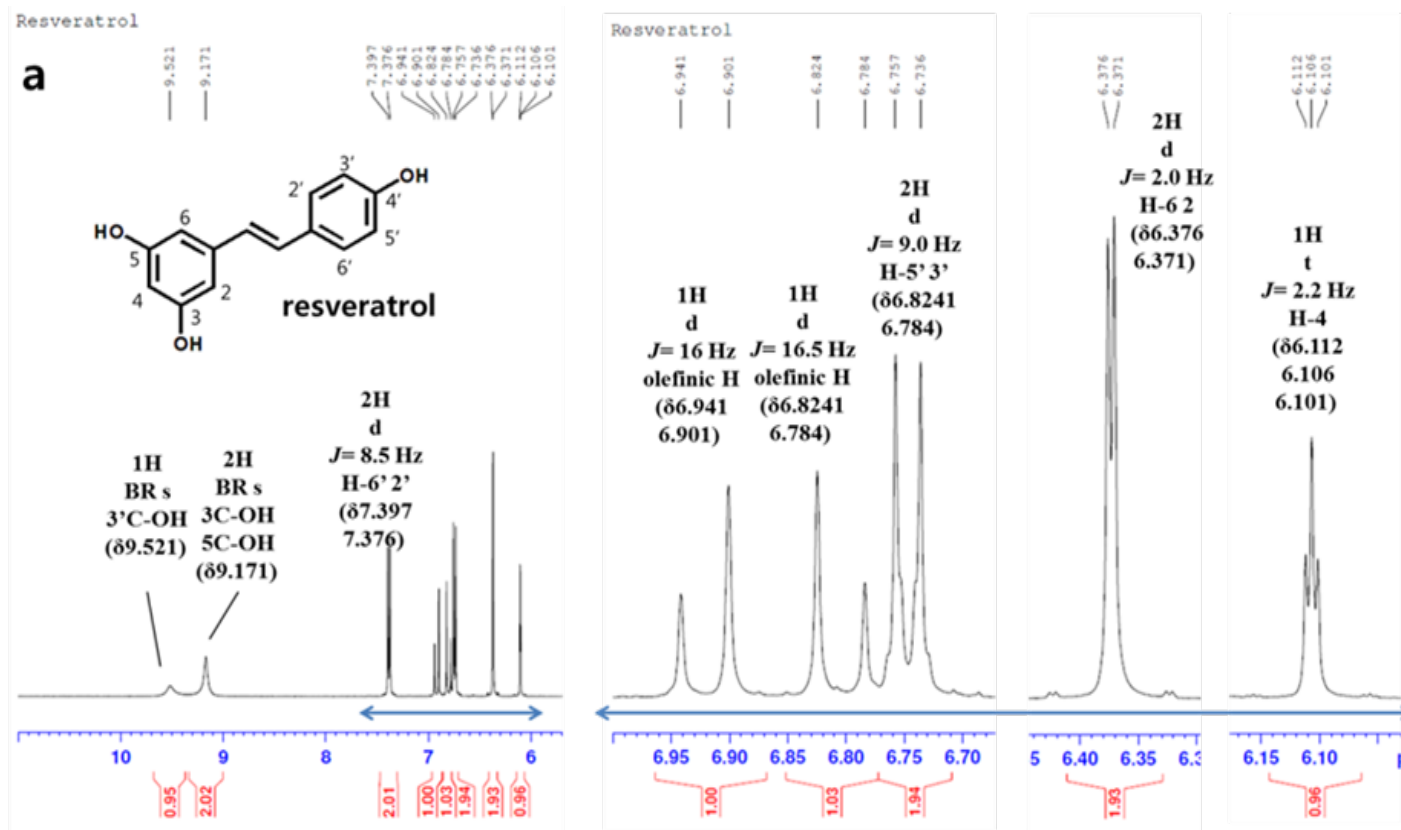 Resveratrol
a
9.521
9.171
7.397
7.376
6.941
6.901
6.824
6.784
6.757
6.736
6.376
6.371
6.112
6.106
6.101
HO
5
6
4
3
2
OH
2'
3'
4'
5'
6'
OH
resveratrol
1H
BR s
3'C-OH
(δ9.521)
2H
BR s
3C-OH
5C-OH
(δ9.171)
2H
d
J= 8.5 Hz
H-6' 2'
(δ7.397
7.376)
10
9
8
7
6
0.95
2.02
2.01
1.00
1.03
1.94
1.93
0.96
Resveratrol
6.941
6.901
6.824
6.784
6.757
6.736
1H
d
J= 16 Hz
olefinic H
(δ6.941
6.901)
1H
d
J= 16.5 Hz
olefinic H
(δ6.8241
6.784)
2H
d
J= 9.0 Hz
H-5' 3'
(δ6.8241
6.784)
6.95
6.90
6.85
6.80
6.75
6.70
1.00
1.03
1.94
6.376
6.371
2H
d
J= 2.0 Hz
H-6 2
(δ6.376
6.371)
5
6.40
6.35
6.3
1.93
6.112
6.106
6.101
1H
t
J= 2.2 Hz
H-4
(δ6.112
6.106
6.101)
6.15
6.10
0.96